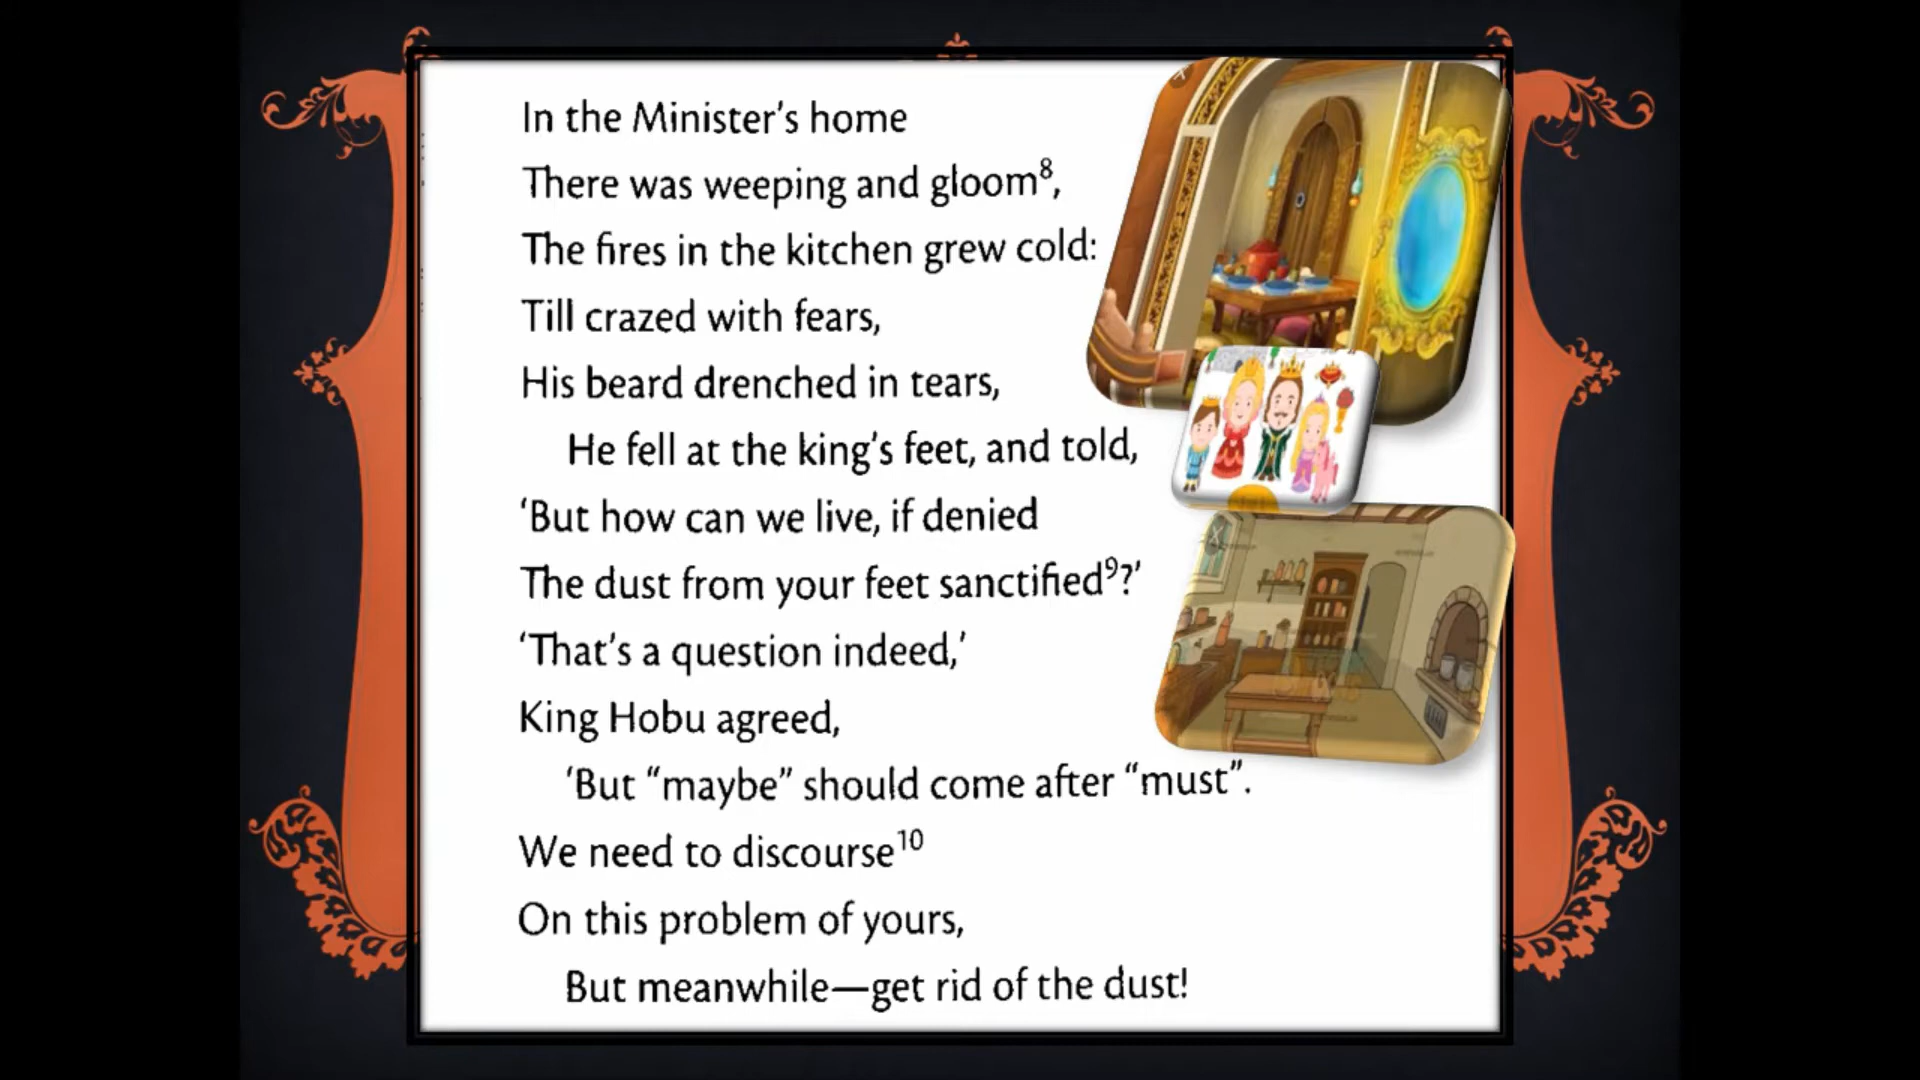 In the Minister's home
There was weeping and gloom⁸,
The fires in the kitchen grew cold:
Till crazed with fears,
His beard drenched in tears,
He fell at the king's feet, and told,
‘But how can we live, if denied
The dust from your feet sanctified⁹?’
‘That's a question indeed,’
King Hobu agreed,
‘But “maybe” should come after “must”.
We need to discourse¹⁰
On this problem of yours,
But meanwhile—get rid of the dust!